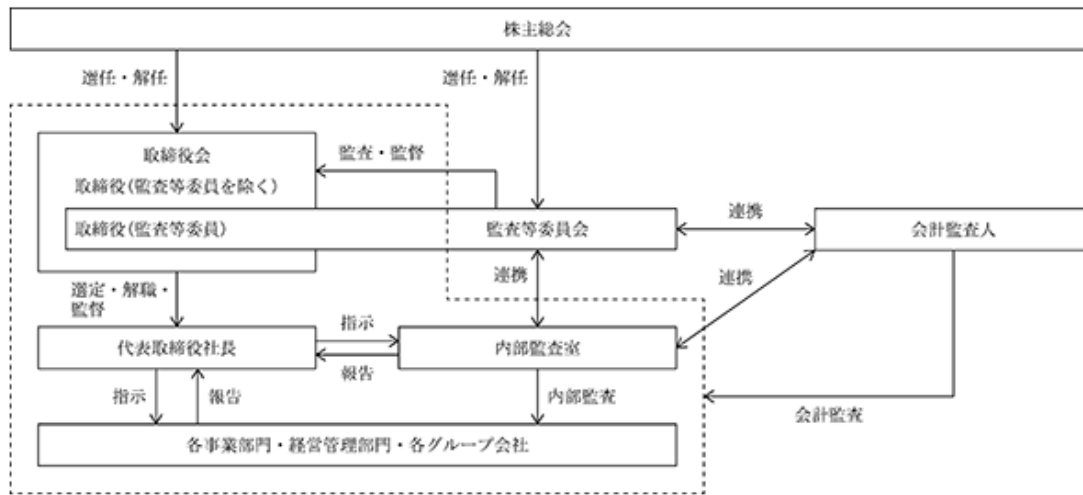 株主総会
選任・解任
選任・解任
取締役会
監査・監督
取締役(監査等委員を除く)
取締役(監査等委員)
監査等委員会
連携
会計監査人
連携
連携
選定・解職・
監督
指示
代表取締役社長
内部監査室
報告
指示
報告
内部監査
会計監査
各事業部門・経営管理部門・各グループ会社